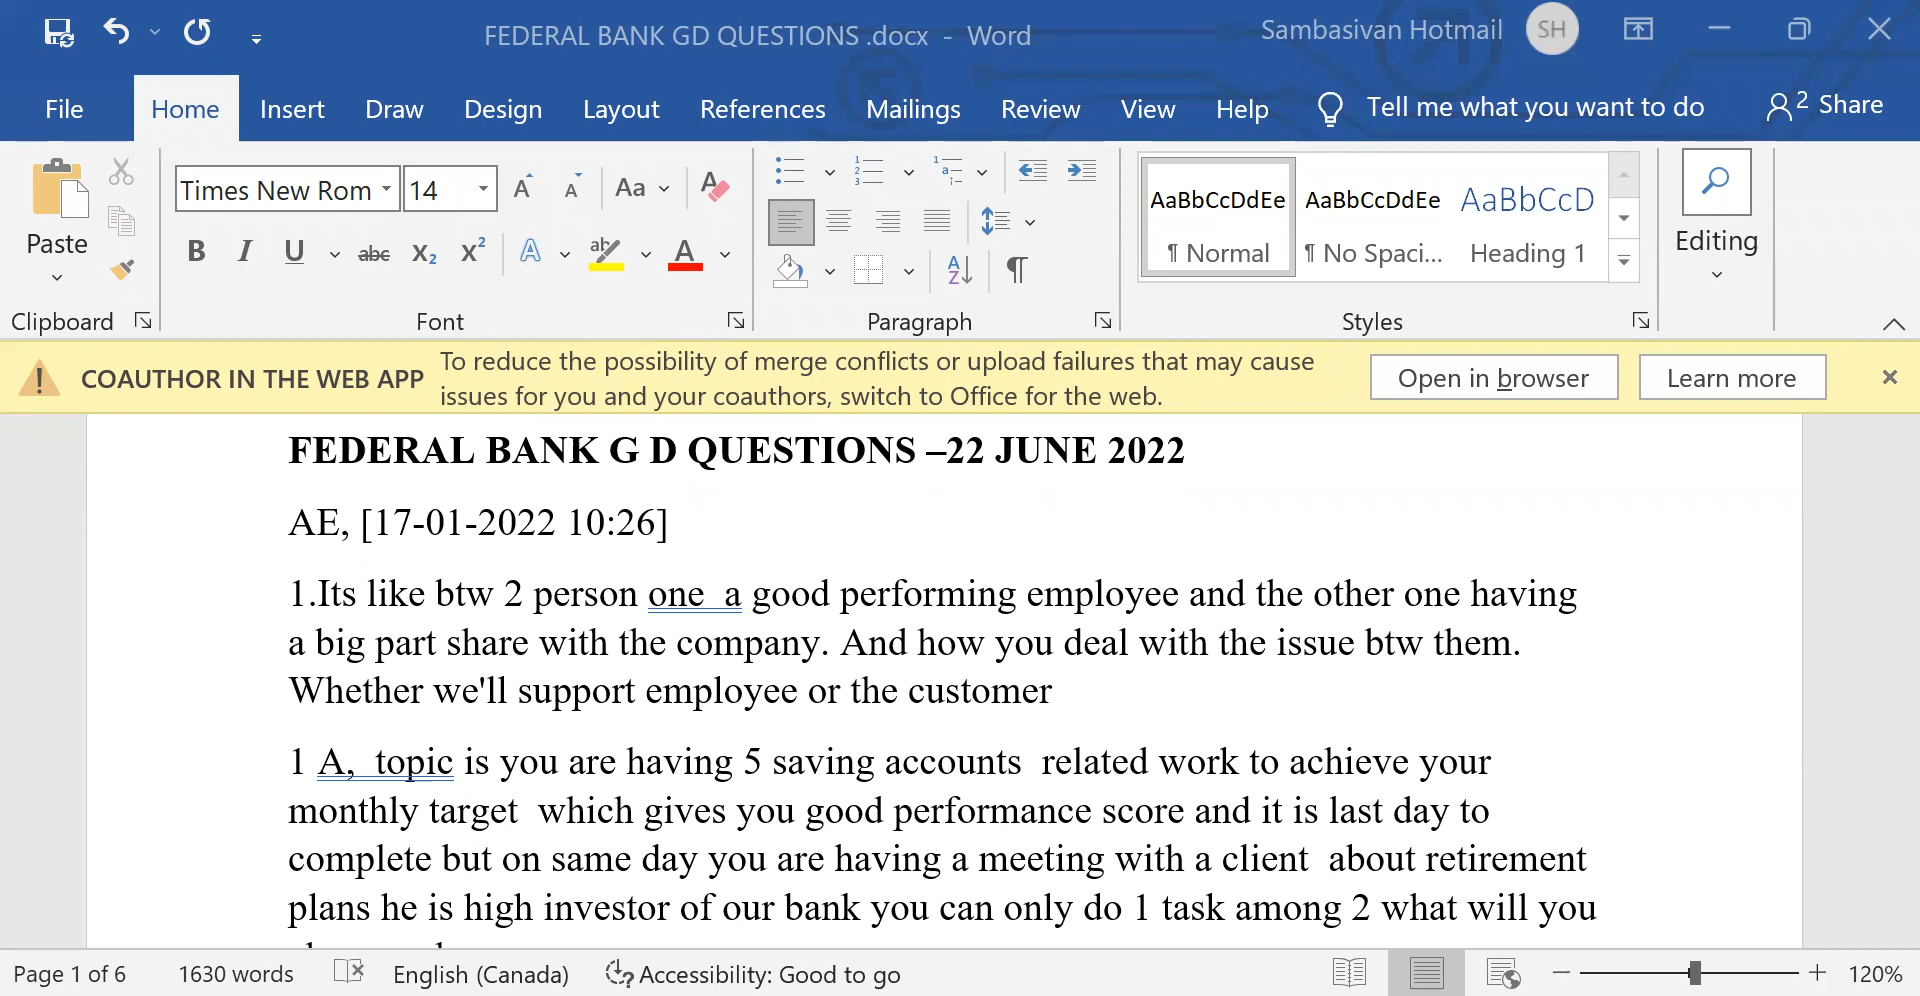 FEDERAL BANK GD QUESTIONS .docx - Word
Sambasivan Hotmail SH
File Home Insert Draw Design Layout References Mailings Review View Help Tell me what you want to do 2 Share
Paste
Times New Rom 14 Aa
B I U abc X₂ X² A ab A
AaBbCcDdEe AaBbCcDdEe AaBbCcD
¶ Normal ¶ No Spaci... Heading 1
Editing
Clipboard Font Paragraph Styles
COAUTHOR IN THE WEB APP To reduce the possibility of merge conflicts or upload failures that may cause
issues for you and your coauthors, switch to Office for the web.
Open in browser Learn more
FEDERAL BANK G D QUESTIONS –22 JUNE 2022
AE, [17-01-2022 10:26]
1.Its like btw 2 person one  a good performing employee and the other one having
a big part share with the company. And how you deal with the issue btw them.
Whether we'll support employee or the customer
1 A,  topic is you are having 5 saving accounts  related work to achieve your
monthly target  which gives you good performance score and it is last day to
complete but on same day you are having a meeting with a client  about retirement
plans he is high investor of our bank you can only do 1 task among 2 what will you
Page 1 of 6 1630 words English (Canada) Accessibility: Good to go 120%